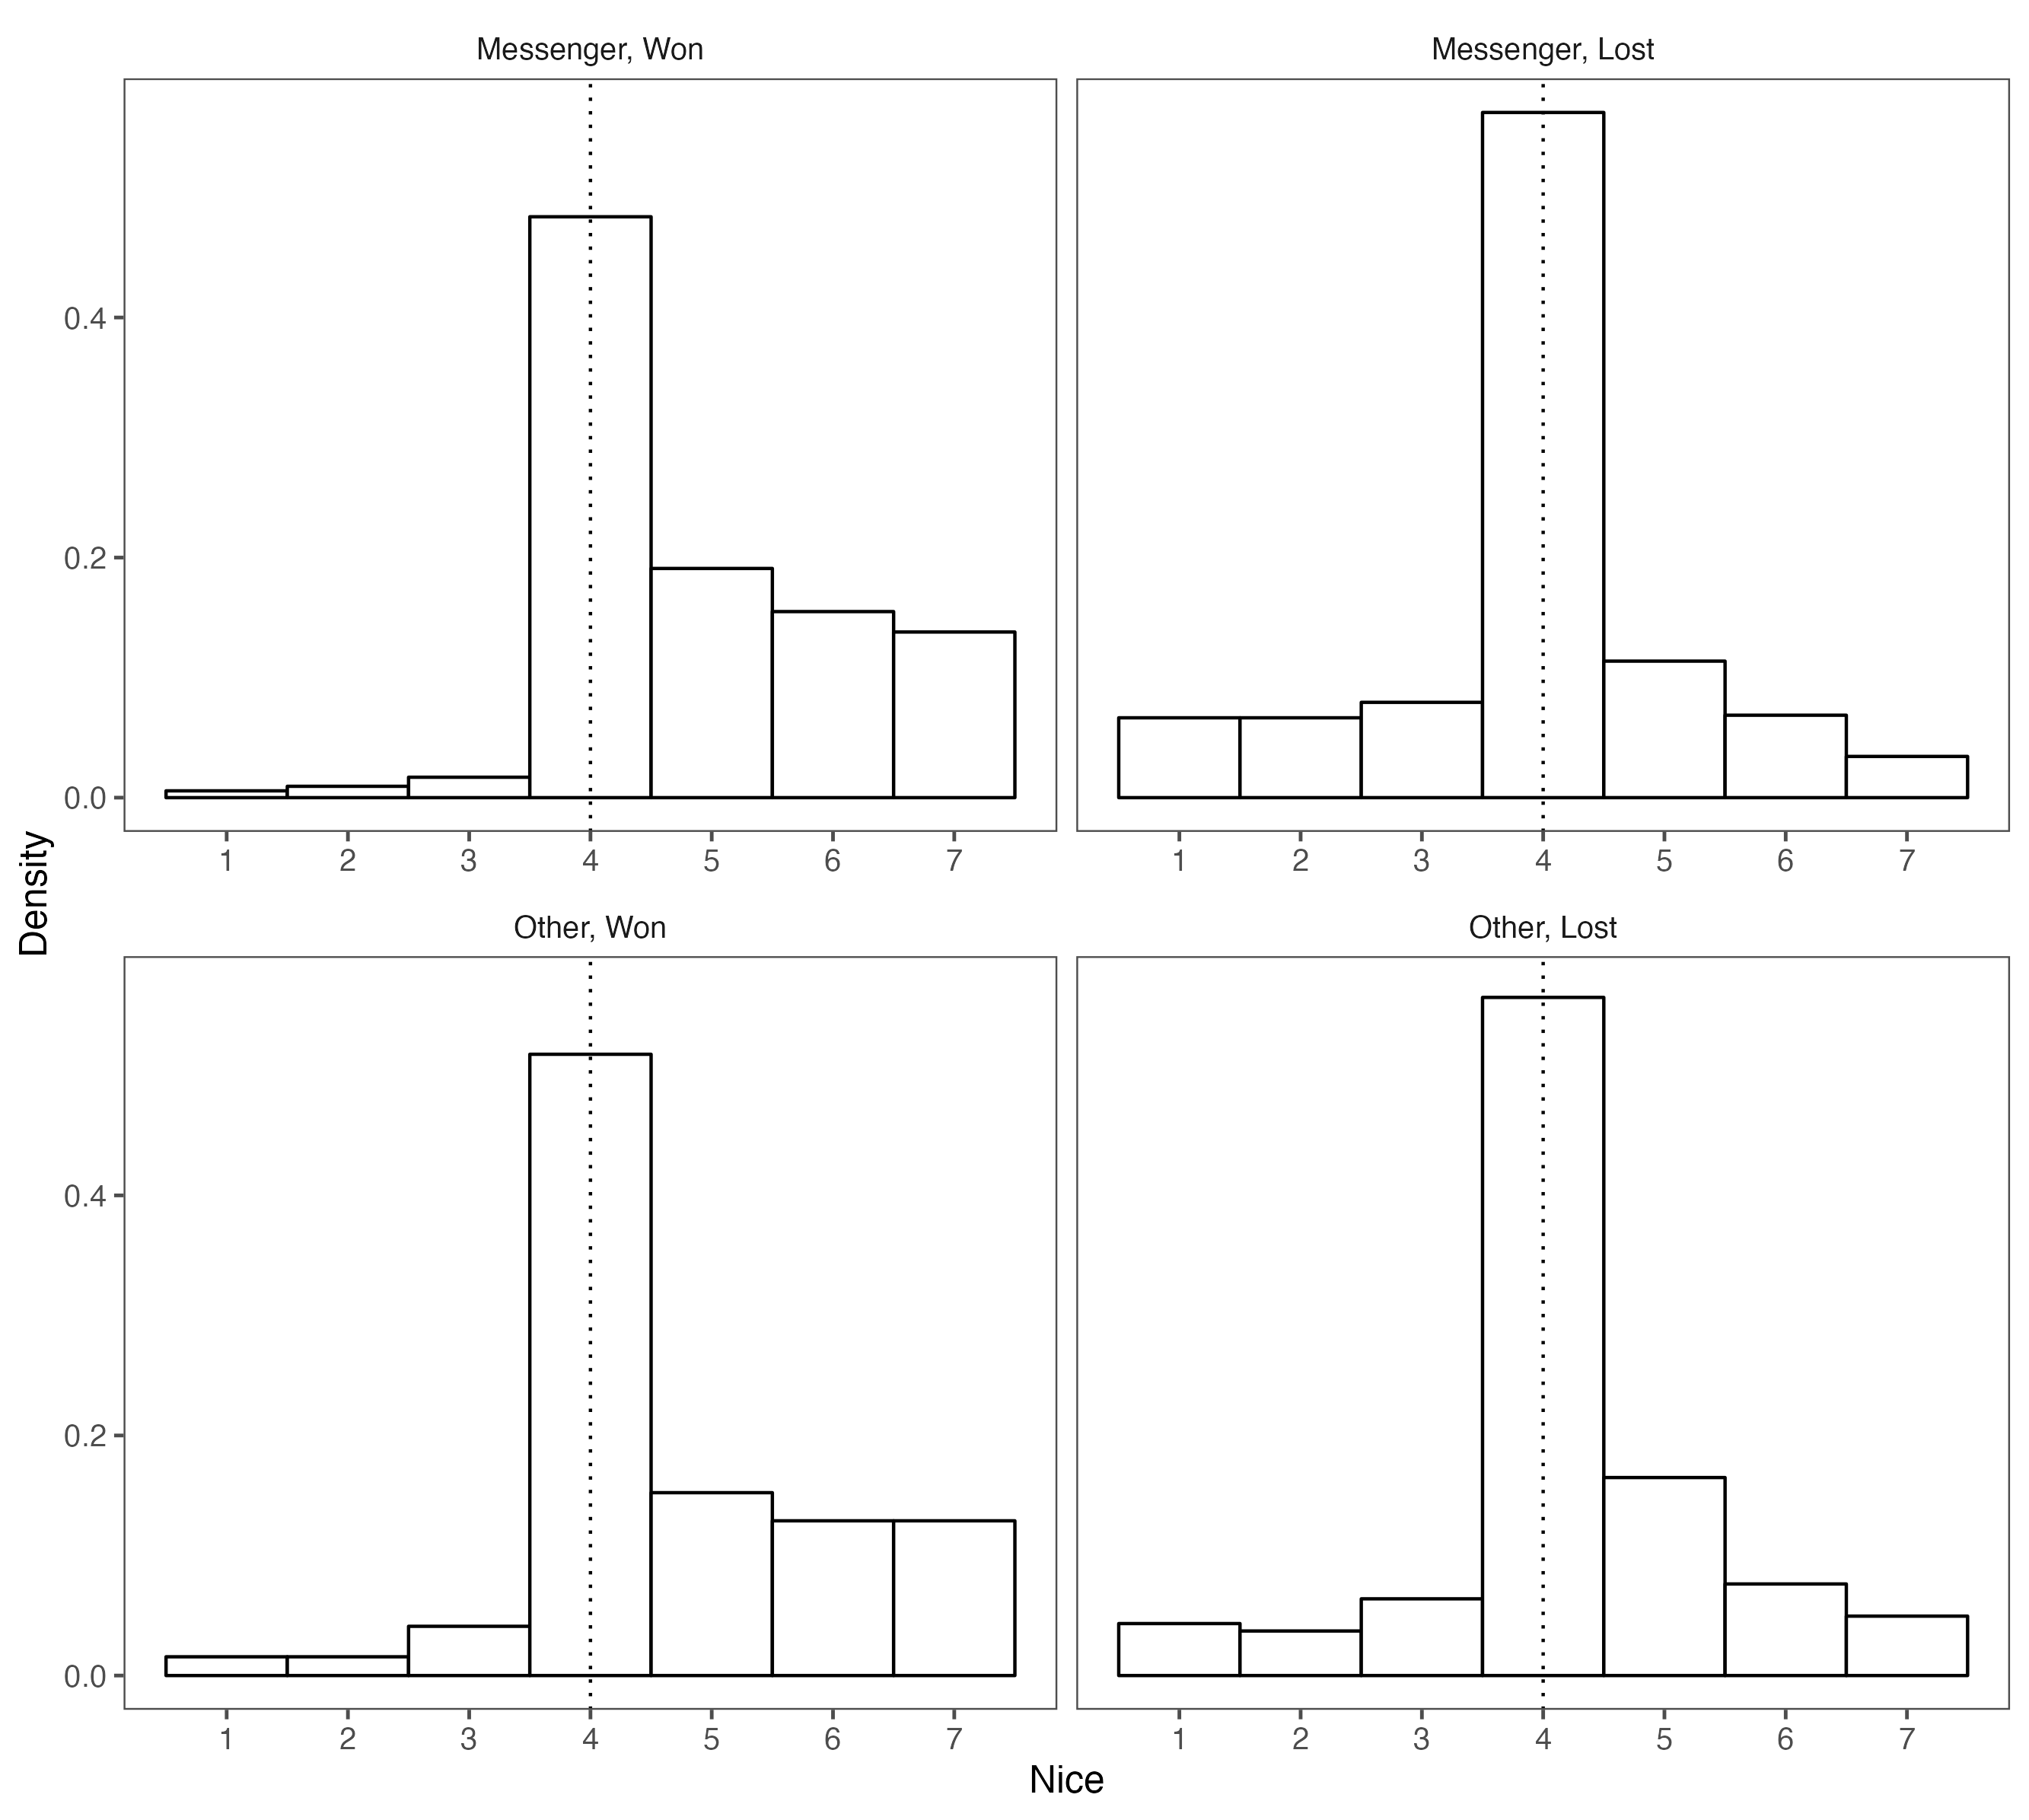 Messenger, Won
Messenger, Lost
0.4
0.2
0.0
1 2 3 4 5 6 7
1 2 3 4 5 6 7
Density
Other, Won
Other, Lost
0.4
0.2
0.0
1 2 3 4 5 6 7
1 2 3 4 5 6 7
Nice